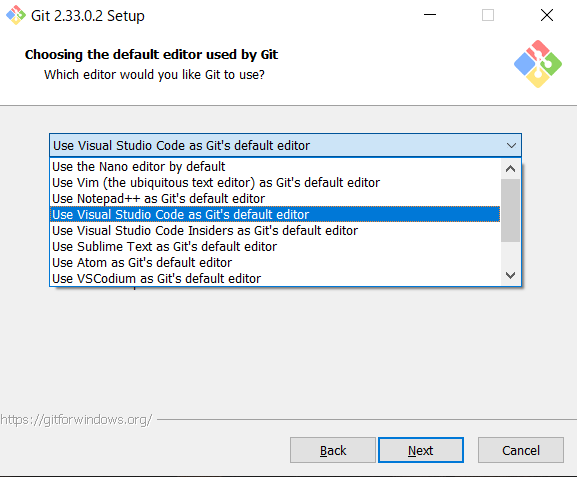 Git 2.33.0.2 Setup
Choosing the default editor used by Git
Which editor would you like Git to use?
Use Visual Studio Code as Git's default editor
Use the Nano editor by default
Use Vim (the ubiquitous text editor) as Git's default editor
Use Notepad++ as Git's default editor
Use Visual Studio Code as Git's default editor
Use Visual Studio Code Insiders as Git's default editor
Use Sublime Text as Git's default editor
Use Atom as Git's default editor
Use VSCodium as Git's default editor
https://gitforwindows.org/
Back
Next
Cancel